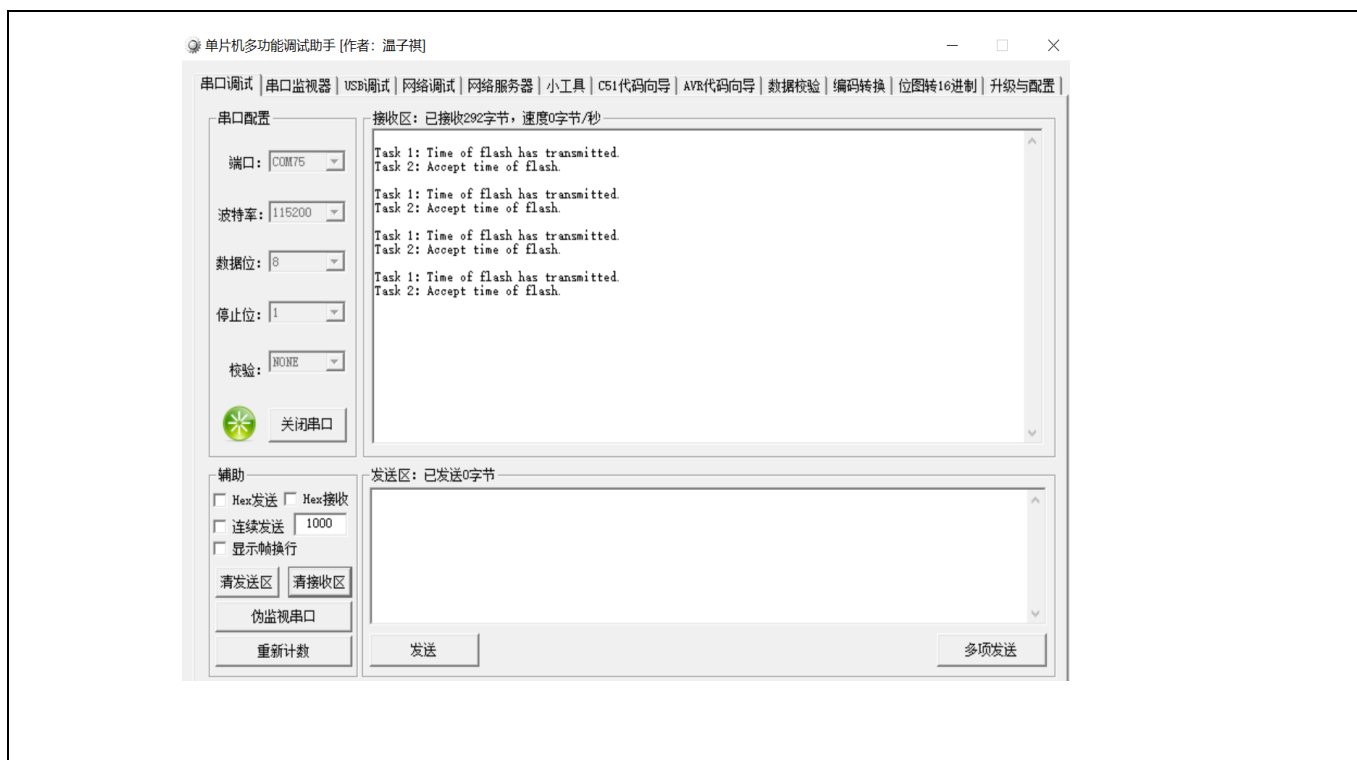 单片机多功能调试助手 [作者：温子祺]
串口调试 串口监视器 USB调试 网络调试 网络服务器 小工具 C51代码向导 AVR代码向导 数据校验 编码转换 位图转16进制 升级与配置
串口配置
端口： COM75
波特率： 115200
数据位： 8
停止位： 1
校验： NONE
关闭串口
接收区：已接收292字节，速度0字节/秒
Task 1: Time of flash has transmitted.
Task 2: Accept time of flash.
Task 1: Time of flash has transmitted.
Task 2: Accept time of flash.
Task 1: Time of flash has transmitted.
Task 2: Accept time of flash.
Task 1: Time of flash has transmitted.
Task 2: Accept time of flash.
辅助
Hex发送 Hex接收
连续发送 1000
显示帧换行
清发送区 清接收区
伪监视串口
重新计数
发送区：已发送0字节
发送 多项发送